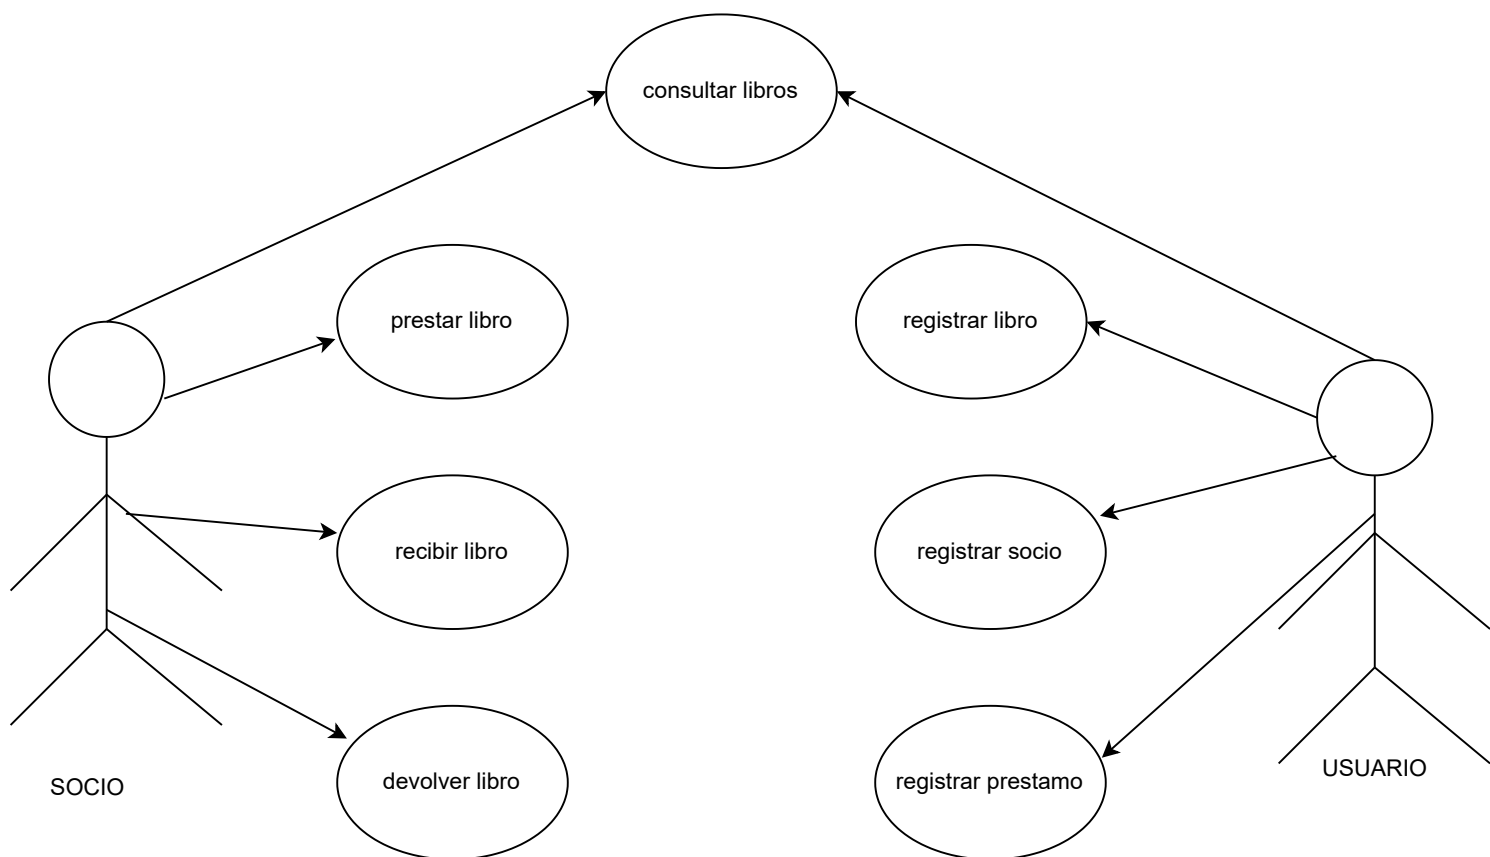 consultar libros
prestar libro
registrar libro
recibir libro
registrar socio
devolver libro
registrar prestamo
SOCIO
USUARIO